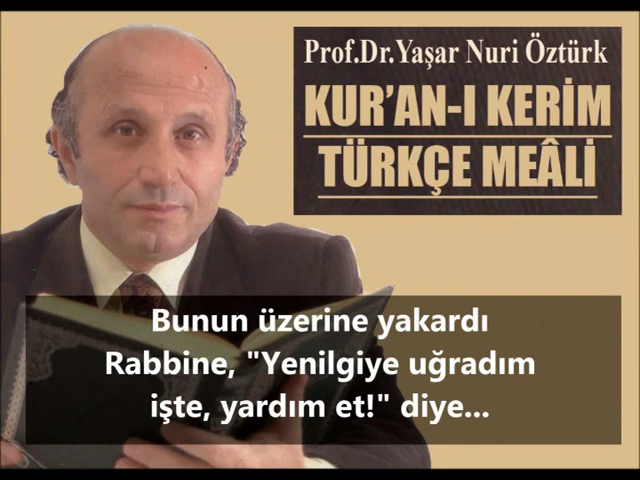 Prof.Dr.Yaşar Nuri Öztürk
KUR'AN-I KERİM
TÜRKÇE MEÂLİ
Bunun üzerine yakardı
Rabbine, "Yenilgiye uğradım
işte, yardım et!" diye...